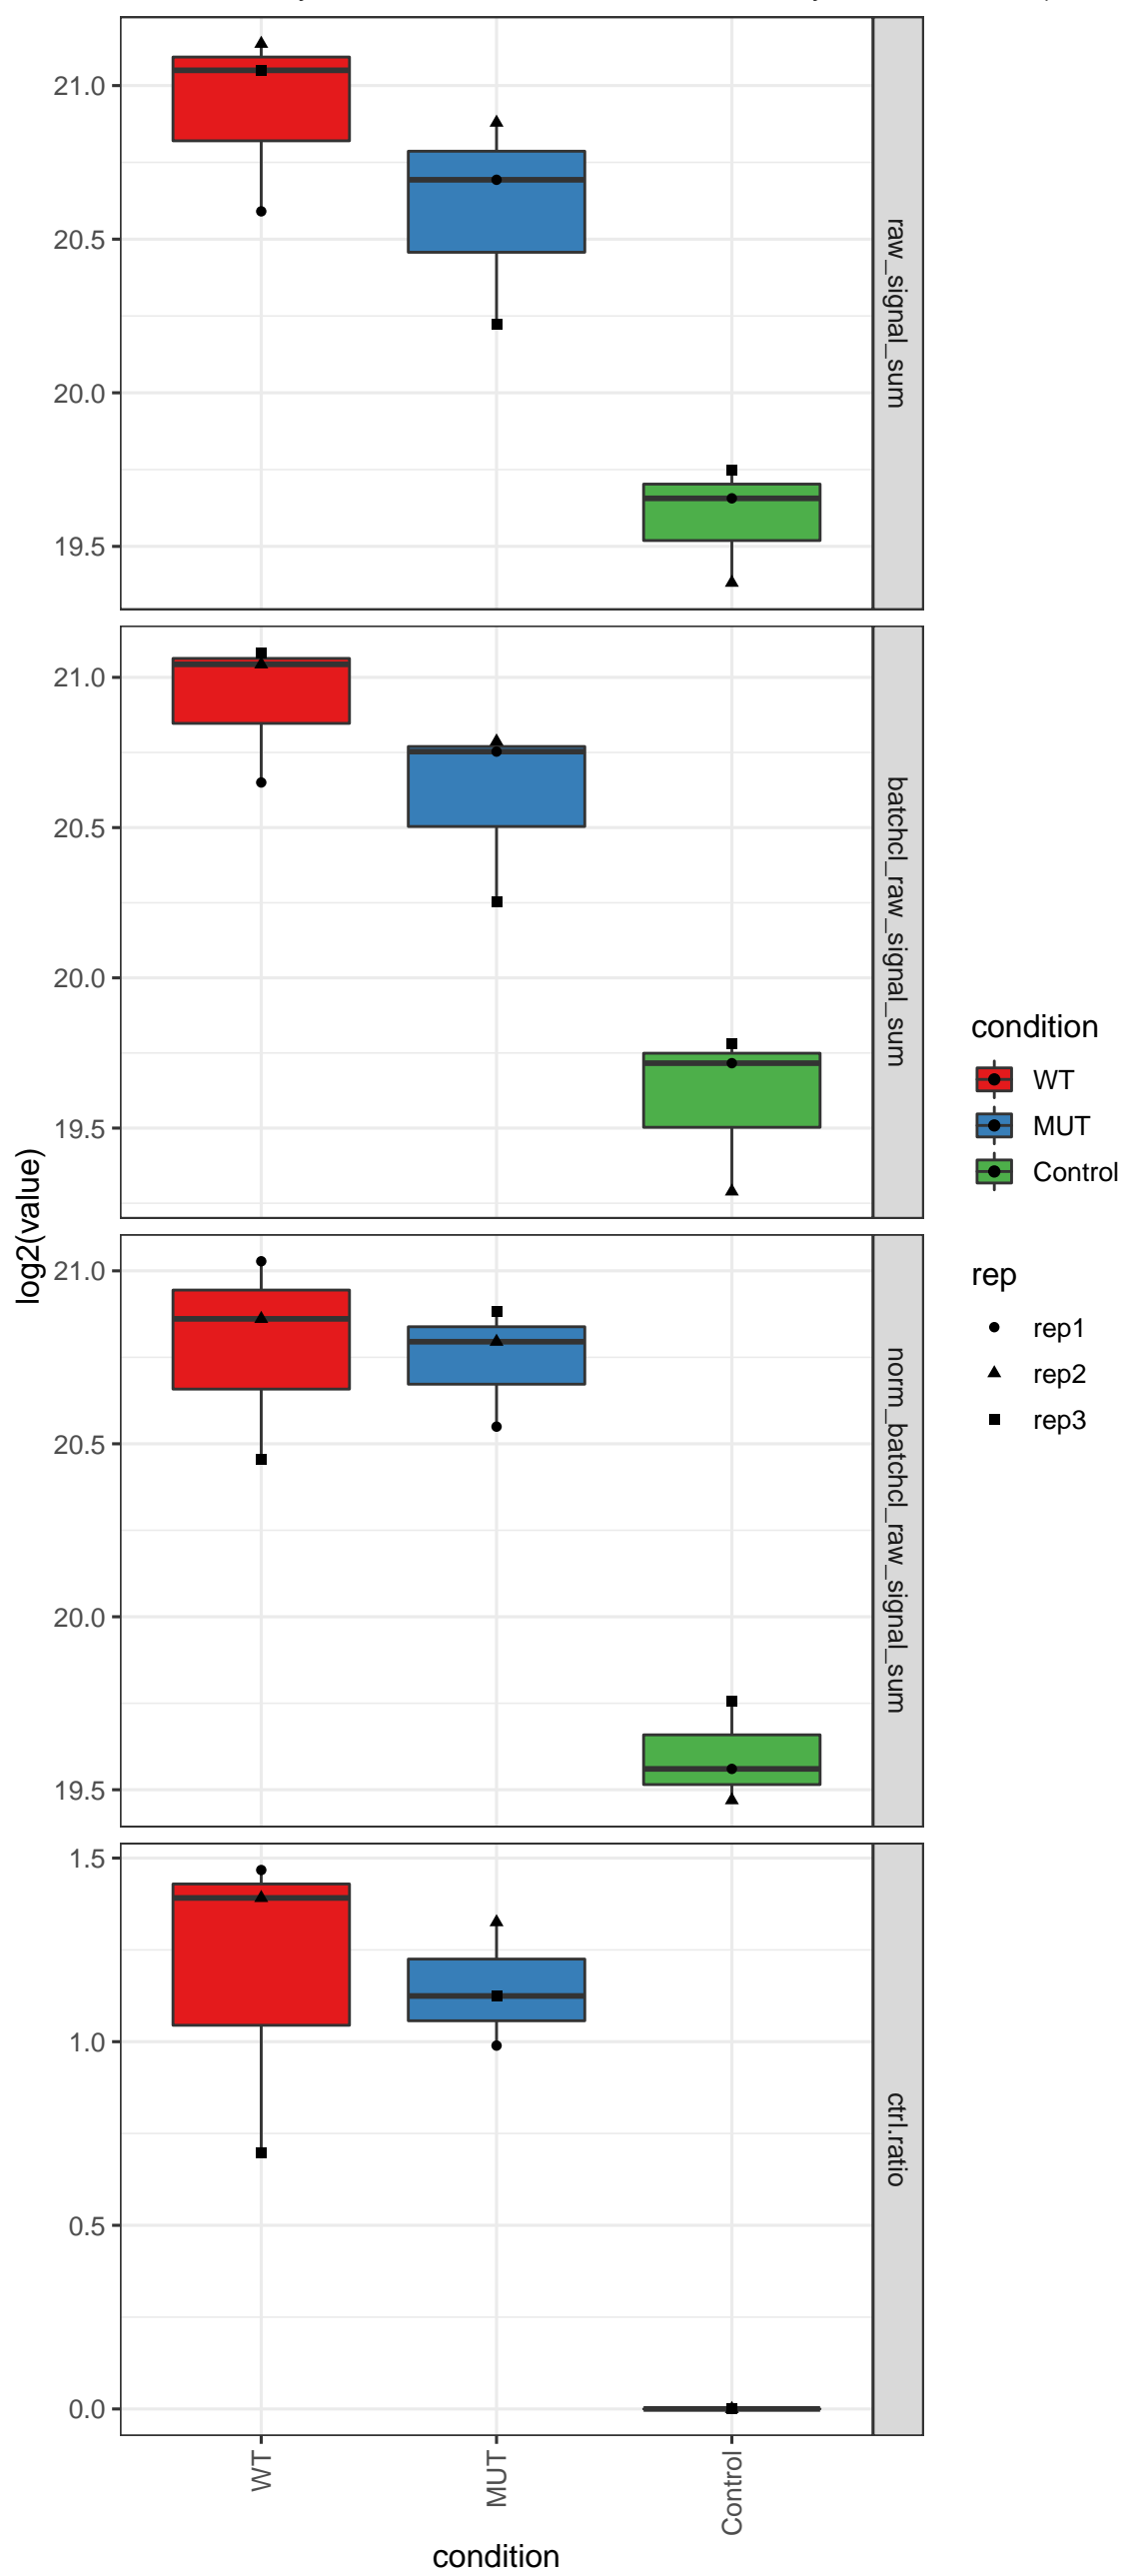 21.0
20.5
20.0
19.5
raw_signal_sum
21.0
20.5
20.0
19.5
batchcl_raw_signal_sum
21.0
20.5
20.0
19.5
norm_batchcl_raw_signal_sum
1.5
1.0
0.5
0.0
ctrl.ratio
log2(value)
WT
MUT
Control
condition
condition
WT
MUT
Control
rep
rep1
rep2
rep3